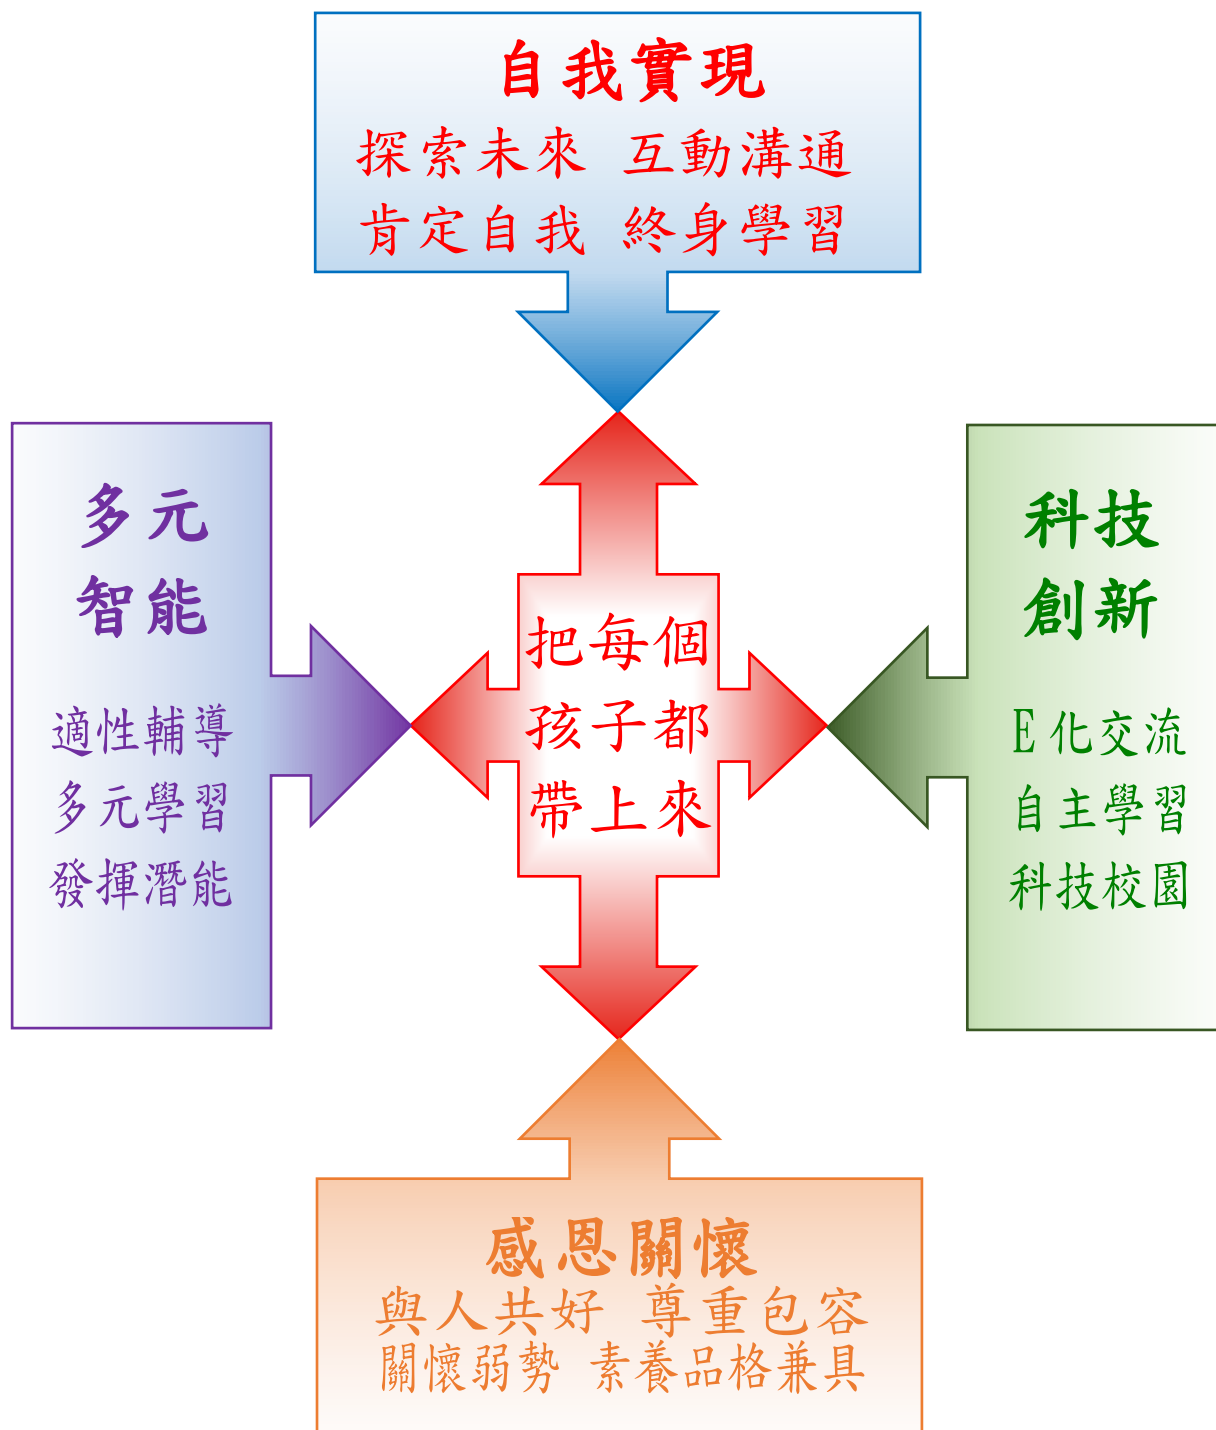 自我實現
探索未來 互動溝通
肯定自我 終身學習
多元
智能
適性輔導
多元學習
發揮潛能
把每個
孩子都
帶上來
科技
創新
E化交流
自主學習
科技校園
感恩關懷
與人共好 尊重包容
關懷弱勢 素養品格兼具